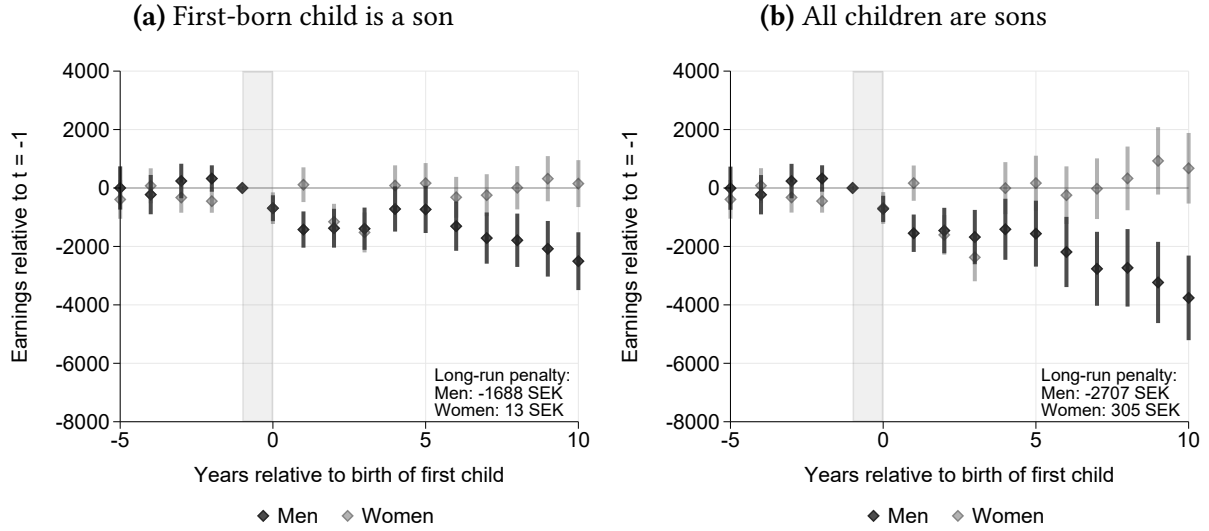 (a) First-born child is a son
Earnings relative to t = -1
4000
2000
0
-2000
-4000
-6000
-8000
Long-run penalty:
Men: -1688 SEK
Women: 13 SEK
-5
0
5
10
Years relative to birth of first child
Men
Women
(b) All children are sons
Earnings relative to t = -1
4000
2000
0
-2000
-4000
-6000
-8000
Long-run penalty:
Men: -2707 SEK
Women: 305 SEK
-5
0
5
10
Years relative to birth of first child
Men
Women